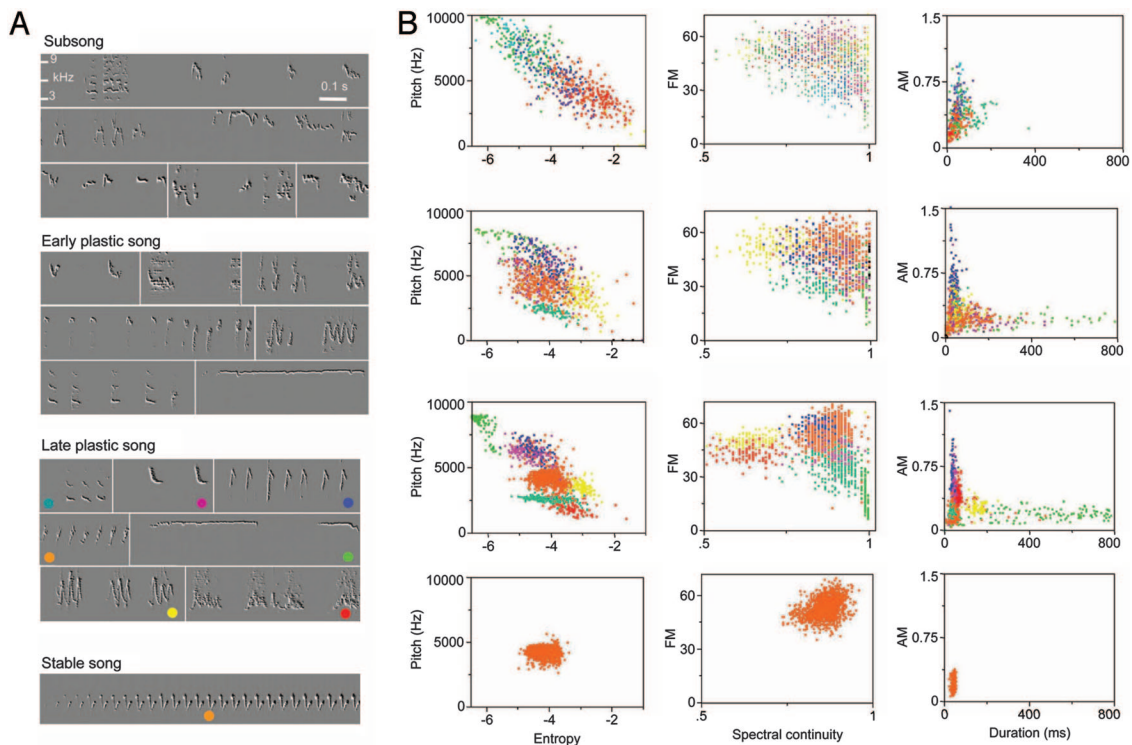 A
Subsong
9
kHz
3
0.1 s
Early plastic song
Late plastic song
Stable song
B
10000
5000
0
Pitch (Hz)
-6 -4 -2
60
30
0
FM
.5 1
1.5
0.75
0
AM
0 400 800
10000
5000
0
Pitch (Hz)
-6 -4 -2
60
30
0
FM
.5 1
1.5
0.75
0
AM
0 400 800
10000
5000
0
Pitch (Hz)
-6 -4 -2
60
30
0
FM
.5 1
1.5
0.75
0
AM
0 400 800
10000
5000
0
Pitch (Hz)
-6 -4 -2
Entropy
60
30
0
FM
.5 1
Spectral continuity
1.5
0.75
0
AM
0 400 800
Duration (ms)